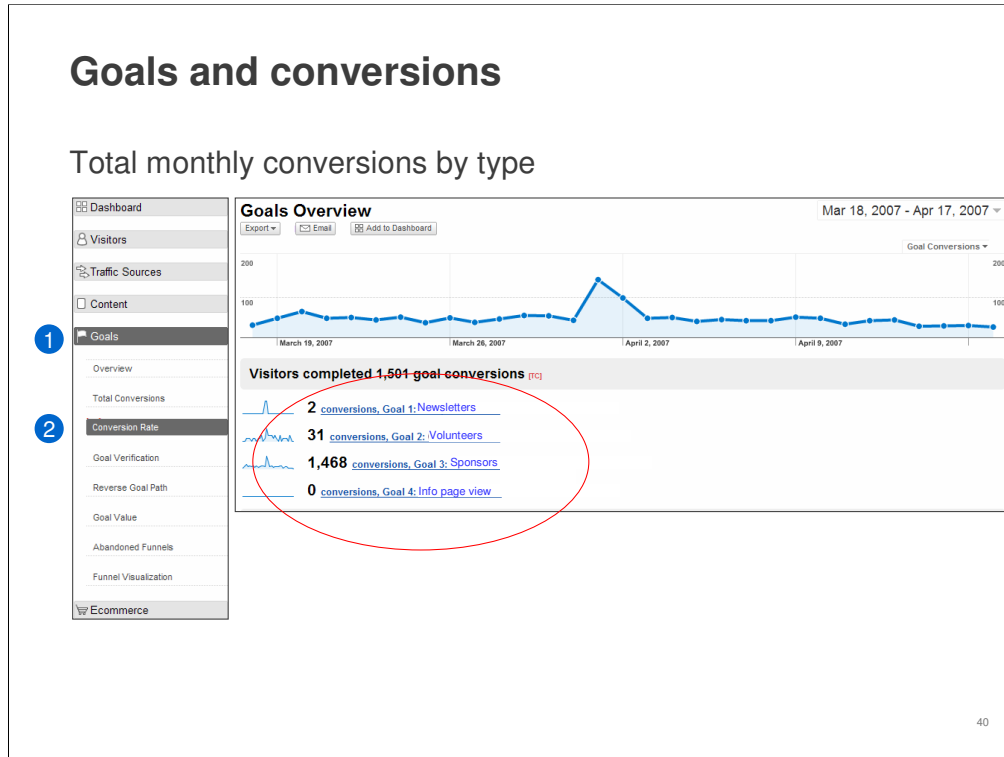 Goals and conversions
Total monthly conversions by type
Dashboard
Visitors
Traffic Sources
Content
1
Goals
Overview
Total Conversions
2
Conversion Rate
Goal Verification
Reverse Goal Path
Goal Value
Abandoned Funnels
Funnel Visualization
Ecommerce
Goals Overview
Mar 18, 2007 - Apr 17, 2007
Export Email Add to Dashboard
Goal Conversions
200 200
100 100
March 19, 2007 March 26, 2007 April 2, 2007 April 9, 2007
Visitors completed 1,501 goal conversions [TC]
2 conversions, Goal 1: Newsletters
31 conversions, Goal 2: Volunteers
1,468 conversions, Goal 3: Sponsors
0 conversions, Goal 4: Info page view
40